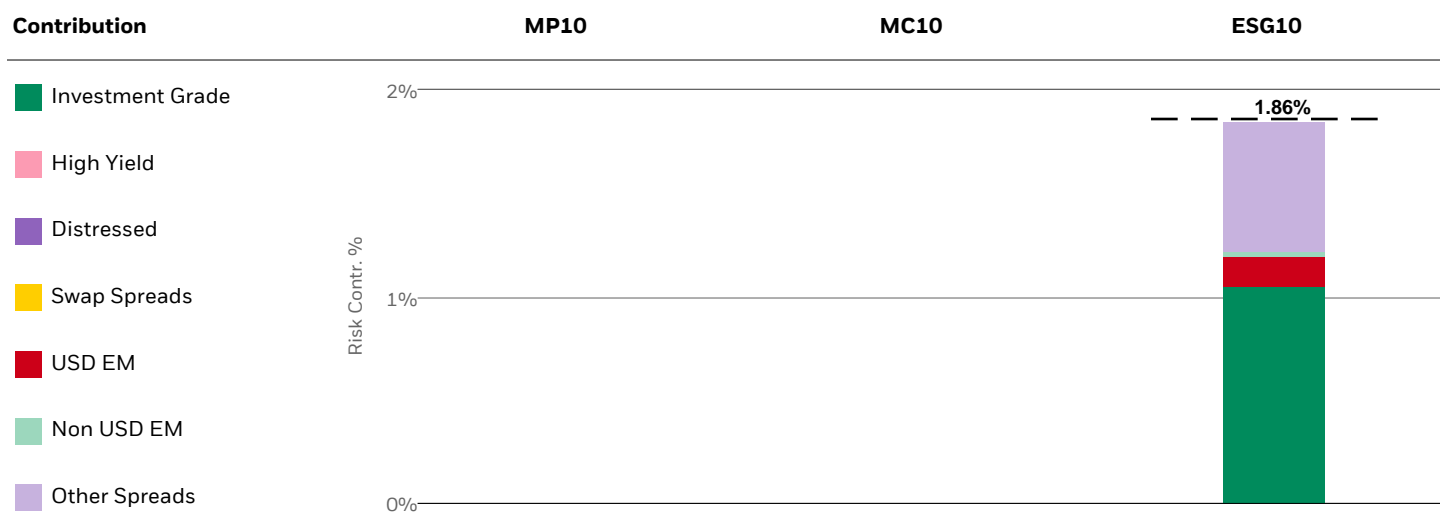 Contribution MP10 MC10 ESG10
Investment Grade
High Yield
Distressed
Swap Spreads
USD EM
Non USD EM
Other Spreads
Risk Contr. %
2%
1%
0%
1.86%